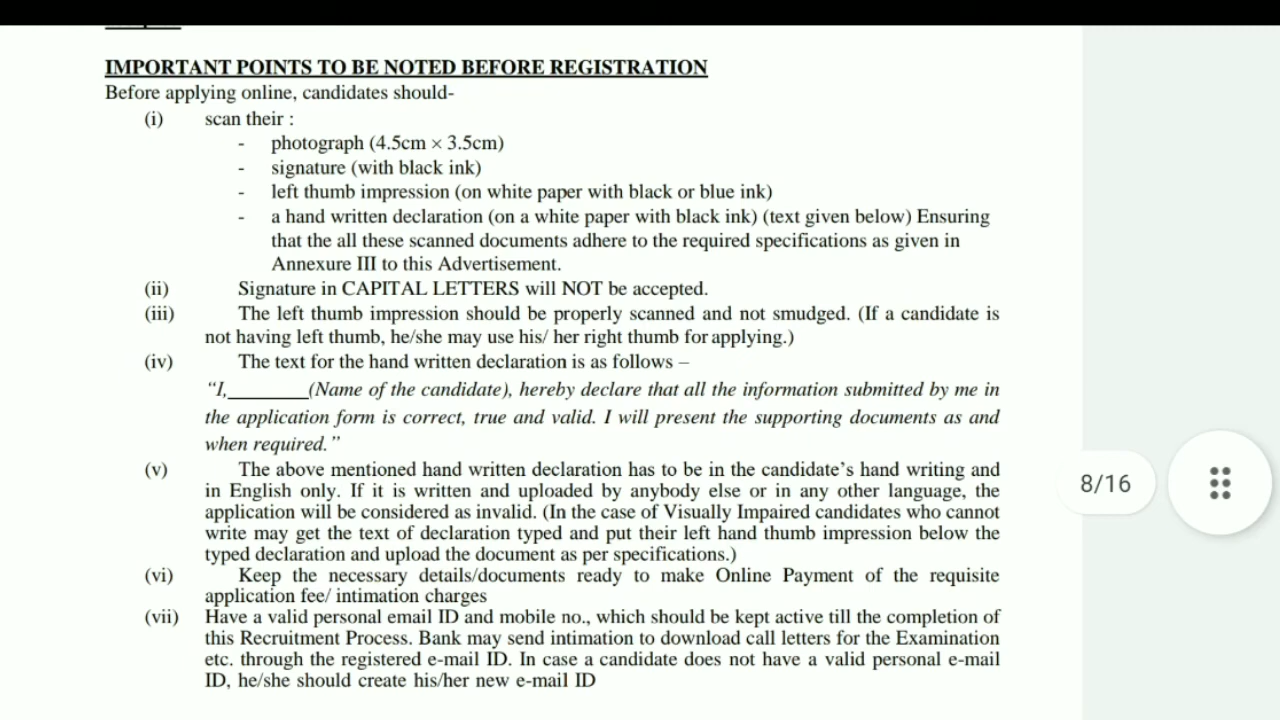 IMPORTANT POINTS TO BE NOTED BEFORE REGISTRATION
Before applying online, candidates should-
(i) scan their :
- photograph (4.5cm × 3.5cm)
- signature (with black ink)
- left thumb impression (on white paper with black or blue ink)
- a hand written declaration (on a white paper with black ink) (text given below) Ensuring
that the all these scanned documents adhere to the required specifications as given in
Annexure III to this Advertisement.
(ii) Signature in CAPITAL LETTERS will NOT be accepted.
(iii) The left thumb impression should be properly scanned and not smudged. (If a candidate is
not having left thumb, he/she may use his/ her right thumb for applying.)
(iv) The text for the hand written declaration is as follows –
“I,_______(Name of the candidate), hereby declare that all the information submitted by me in
the application form is correct, true and valid. I will present the supporting documents as and
when required.”
(v) The above mentioned hand written declaration has to be in the candidate’s hand writing and
in English only. If it is written and uploaded by anybody else or in any other language, the
application will be considered as invalid. (In the case of Visually Impaired candidates who cannot
write may get the text of declaration typed and put their left hand thumb impression below the
typed declaration and upload the document as per specifications.)
(vi) Keep the necessary details/documents ready to make Online Payment of the requisite
application fee/ intimation charges
(vii) Have a valid personal email ID and mobile no., which should be kept active till the completion of
this Recruitment Process. Bank may send intimation to download call letters for the Examination
etc. through the registered e-mail ID. In case a candidate does not have a valid personal e-mail
ID, he/she should create his/her new e-mail ID
8/16